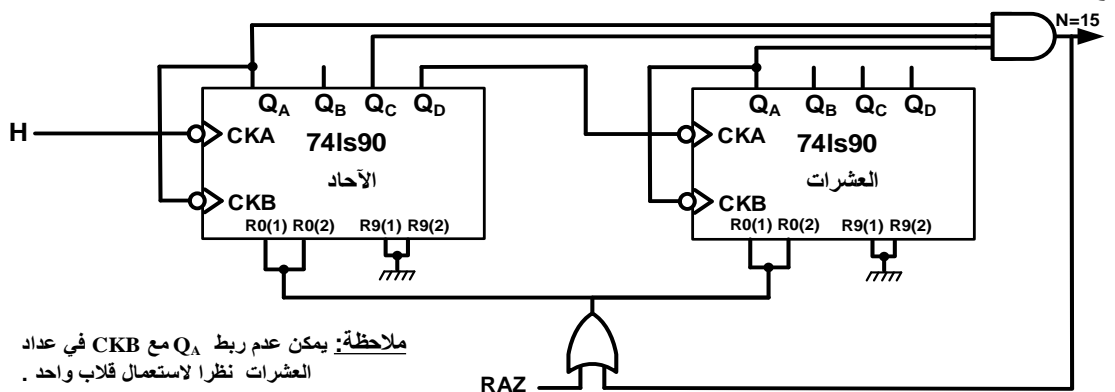 N=15
QA QB QC QD
QA QB QC QD
H
CKA
74ls90
الآحاد
CKB
R0(1) R0(2) R9(1) R9(2)
CKA
74ls90
العشرات
CKB
R0(1) R0(2) R9(1) R9(2)
ملاحظة: يمكن عدم ربط QA مع CKB في عداد
العشرات نظرا لاستعمال قلاب واحد .
RAZ